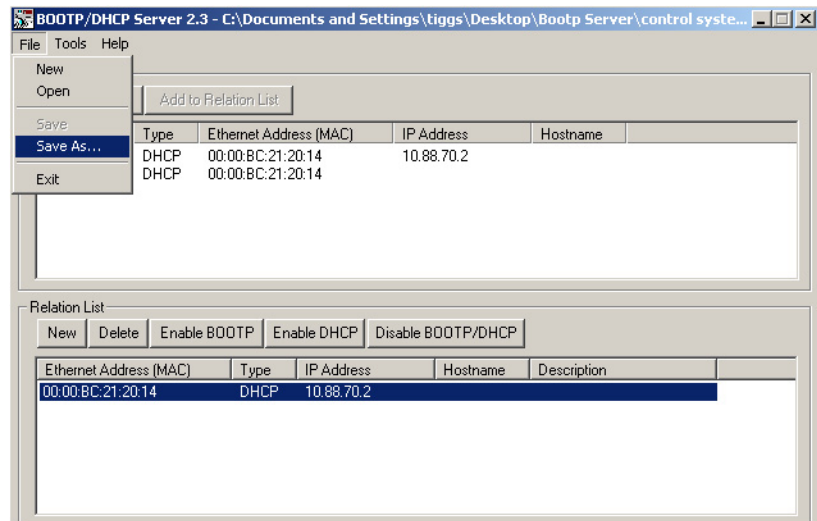 BOOTP/DHCP Server 2.3 - C:\Documents and Settings\tiggs\Desktop\Bootp Server\control syste...
File Tools Help
New
Open
Save
Save As...
Exit
Add to Relation List
Type Ethernet Address (MAC) IP Address Hostname
DHCP 00:00:BC:21:20:14 10.88.70.2
DHCP 00:00:BC:21:20:14
Relation List
New Delete Enable BOOTP Enable DHCP Disable BOOTP/DHCP
Ethernet Address (MAC) Type IP Address Hostname Description
00:00:BC:21:20:14 DHCP 10.88.70.2